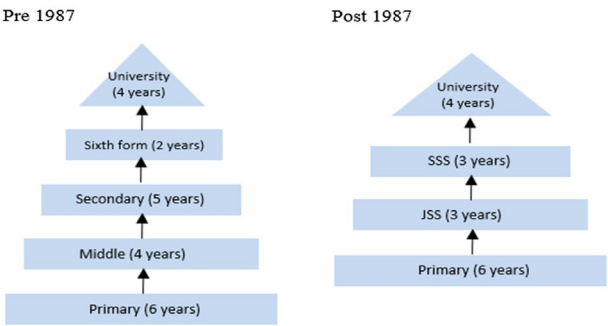 Pre 1987
University
(4 years)
Sixth form (2 years)
Secondary (5 years)
Middle (4 years)
Primary (6 years)
Post 1987
University
(4 years)
SSS (3 years)
JSS (3 years)
Primary (6 years)